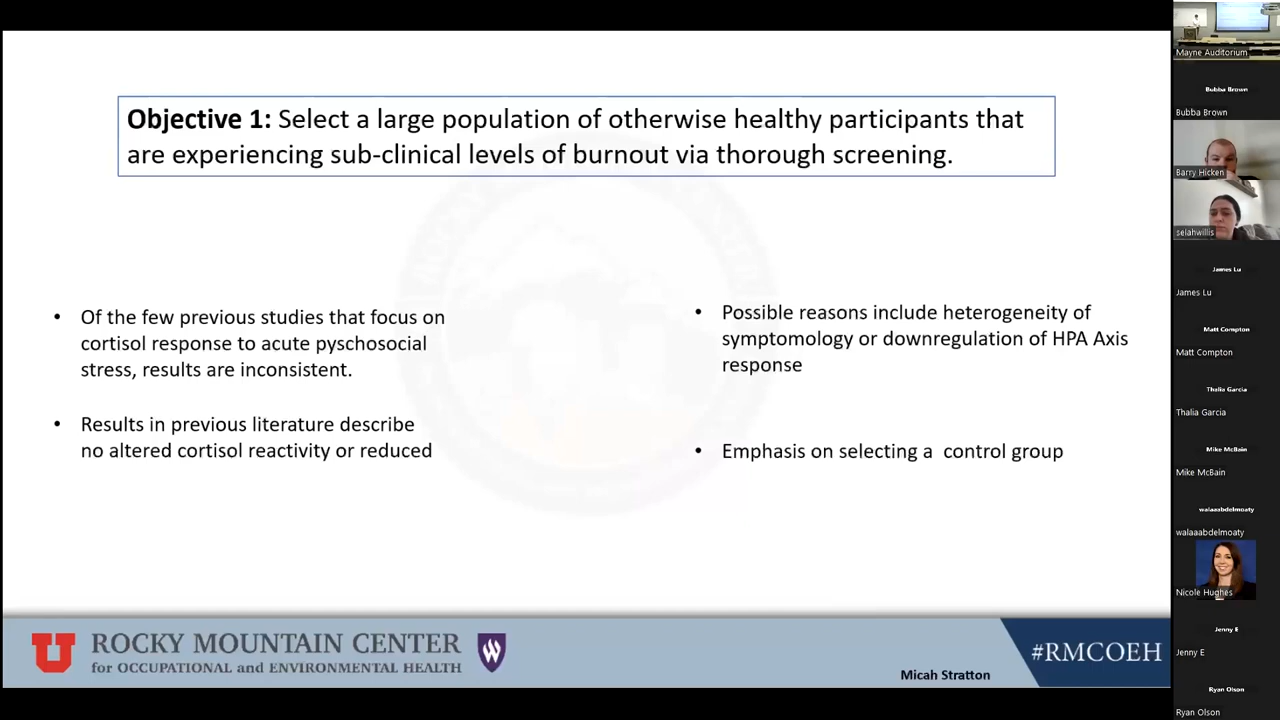 Objective 1: Select a large population of otherwise healthy participants that
are experiencing sub-clinical levels of burnout via thorough screening.
• Of the few previous studies that focus on
cortisol response to acute pyschosocial
stress, results are inconsistent.
• Results in previous literature describe
no altered cortisol reactivity or reduced
• Possible reasons include heterogeneity of
symptomology or downregulation of HPA Axis
response
• Emphasis on selecting a control group
U ROCKY MOUNTAIN CENTER
for OCCUPATIONAL and ENVIRONMENTAL HEALTH
W
Micah Stratton
#RMCOEH
Mayne Auditorium
Bubba Brown
Bubba Brown
Barry Hicken
selahwillis
James Lu
James Lu
Matt Compton
Matt Compton
Thalia Garcia
Thalia Garcia
Mike McBain
Mike McBain
walaaabdelmoaty
walaaabdelmoaty
Nicole Hughes
Jenny E
Jenny E
Ryan Olson
Ryan Olson